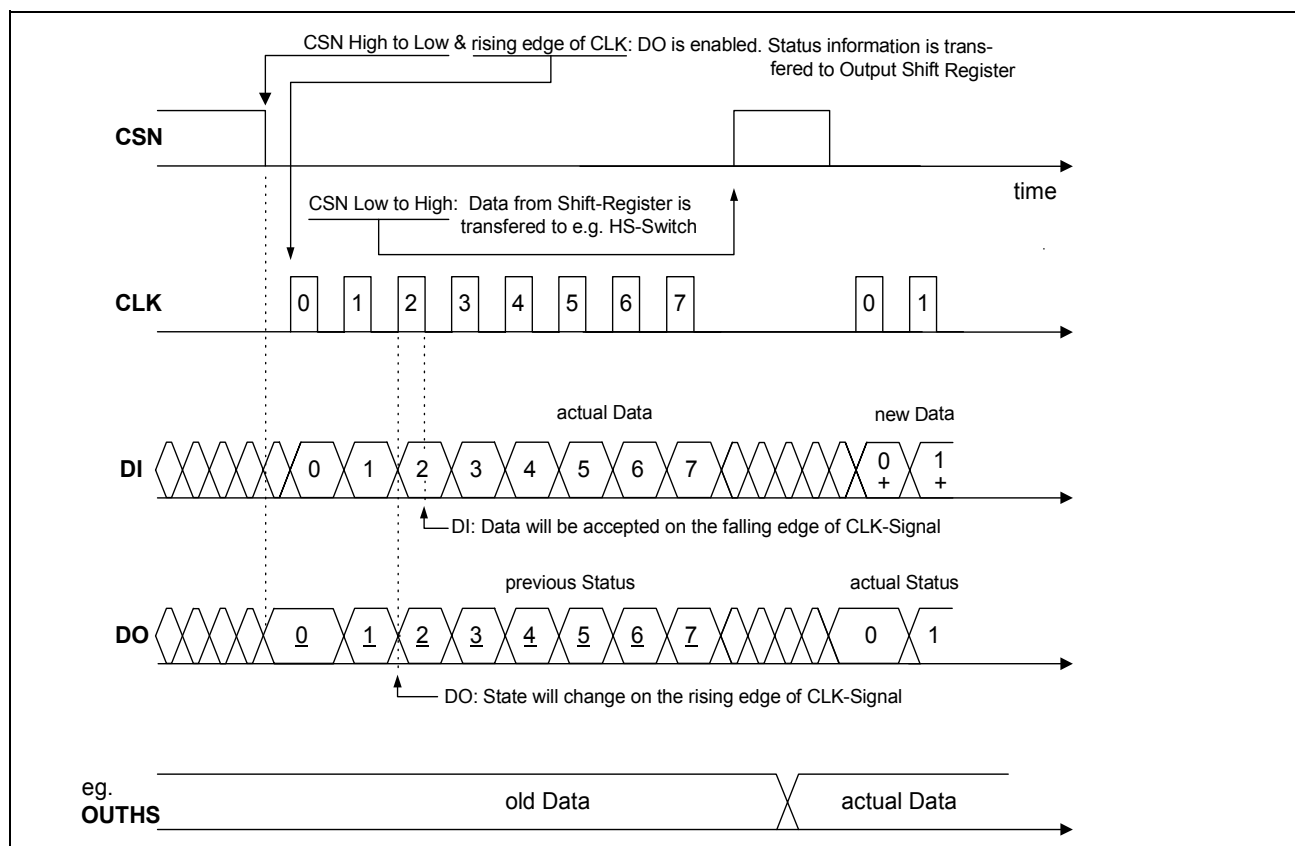 CSN High to Low & rising edge of CLK: DO is enabled. Status information is trans-
fered to Output Shift Register
CSN
time
CSN Low to High: Data from Shift-Register is
transfered to e.g. HS-Switch
CLK
0 1 2 3 4 5 6 7 0 1
actual Data new Data
DI
0 1 2 3 4 5 6 7 0 1
+ +
DI: Data will be accepted on the falling edge of CLK-Signal
previous Status actual Status
DO
0 1 2 3 4 5 6 7 0 1
DO: State will change on the rising edge of CLK-Signal
eg.
OUTHS
old Data actual Data